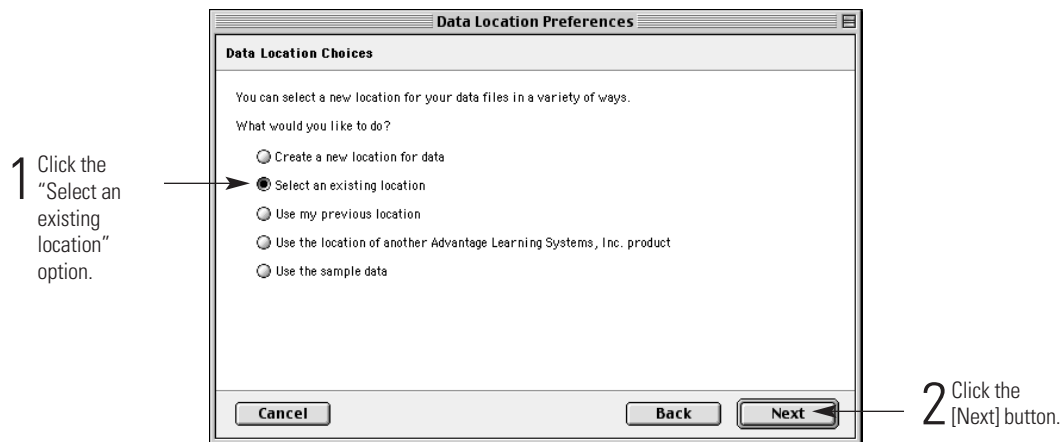 Data Location Preferences
Data Location Choices
You can select a new location for your data files in a variety of ways.
What would you like to do?
Create a new location for data
Select an existing location
Use my previous location
Use the location of another Advantage Learning Systems, Inc. product
Use the sample data
Cancel
Back
Next
1 Click the
“Select an
existing
location”
option.
2 Click the
[Next] button.